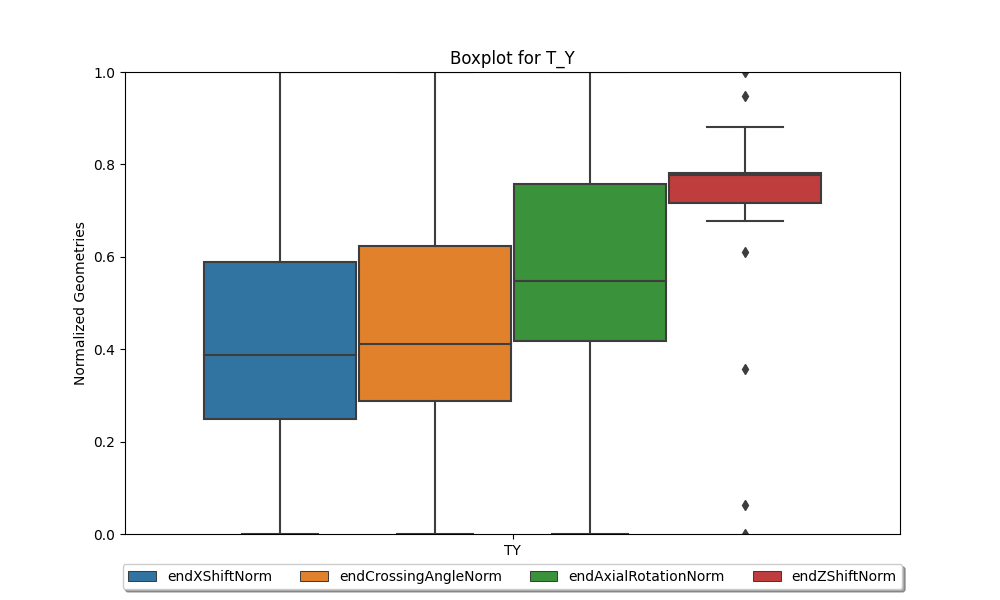 Boxplot for T_Y
1.0
0.8
0.6
0.4
0.2
0.0
Normalized Geometries
TY
endXShiftNorm endCrossingAngleNorm endAxialRotationNorm endZShiftNorm